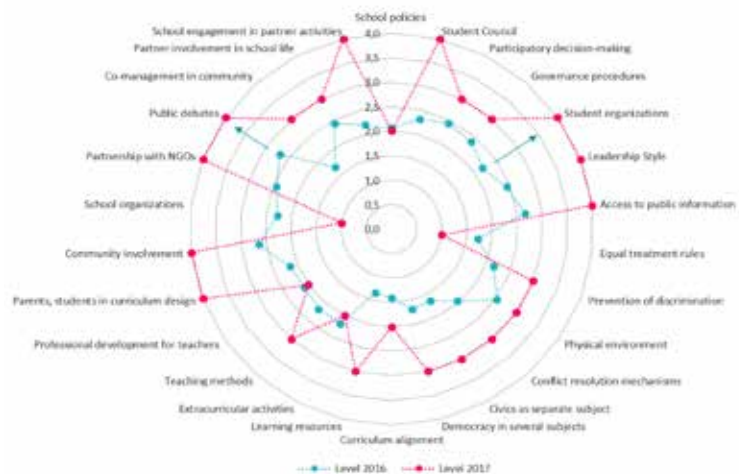 School policies
School engagement in partner activities
Student Council
Partner involvement in school life
Participatory decision-making
Co-management in community
Governance procedures
Public debates
Student organizations
Partnership with NGOs
Leadership Style
School organizations
Access to public information
Community involvement
Equal treatment rules
Parents, students in curriculum design
Prevention of discrimination
Professional development for teachers
Physical environment
Teaching methods
Conflict resolution mechanisms
Extracurricular activities
Civics as separate subject
Learning resources
Democracy in several subjects
Curriculum alignment
4,0
3,5
3,0
2,5
2,0
1,5
1,0
0,5
0,0
Level 2016
Level 2017